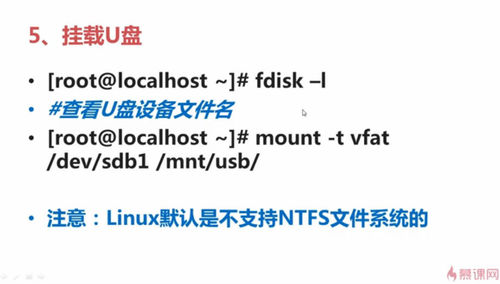 5、挂载U盘
• [root@localhost ~]# fdisk –l
• #查看U盘设备文件名
• [root@localhost ~]# mount -t vfat
/dev/sdb1 /mnt/usb/
• 注意：Linux默认是不支持NTFS文件系统的
慕课网